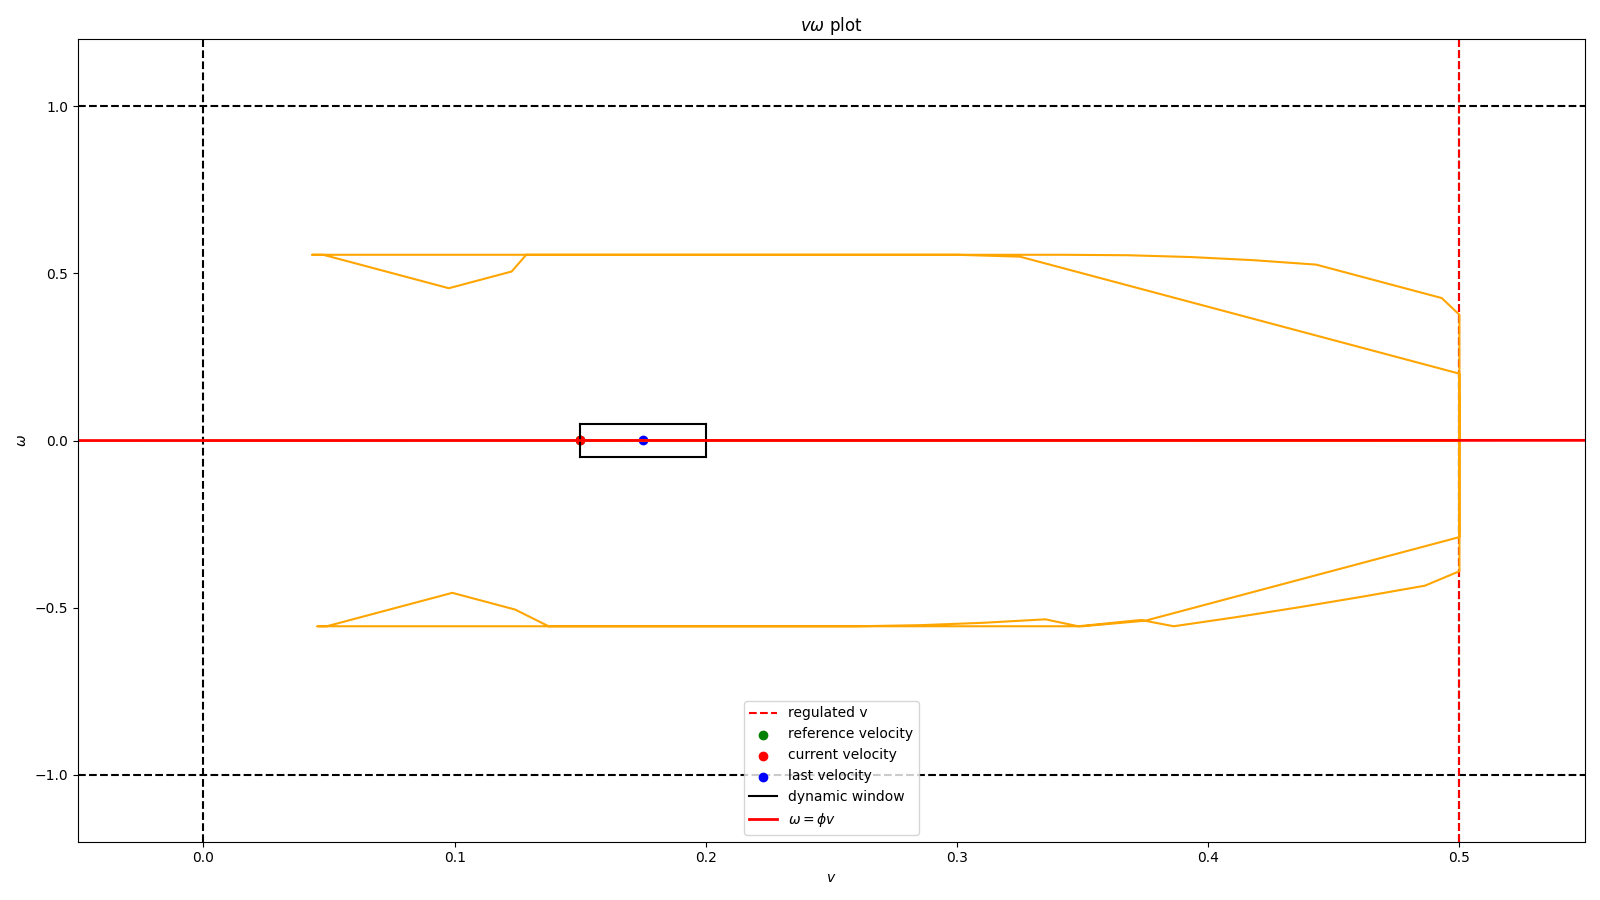 vω plot
1.0
0.5
0.0
−0.5
−1.0
ω
regulated v
reference velocity
current velocity
last velocity
dynamic window
ω = ϕv
0.0 0.1 0.2 0.3 0.4 0.5
v